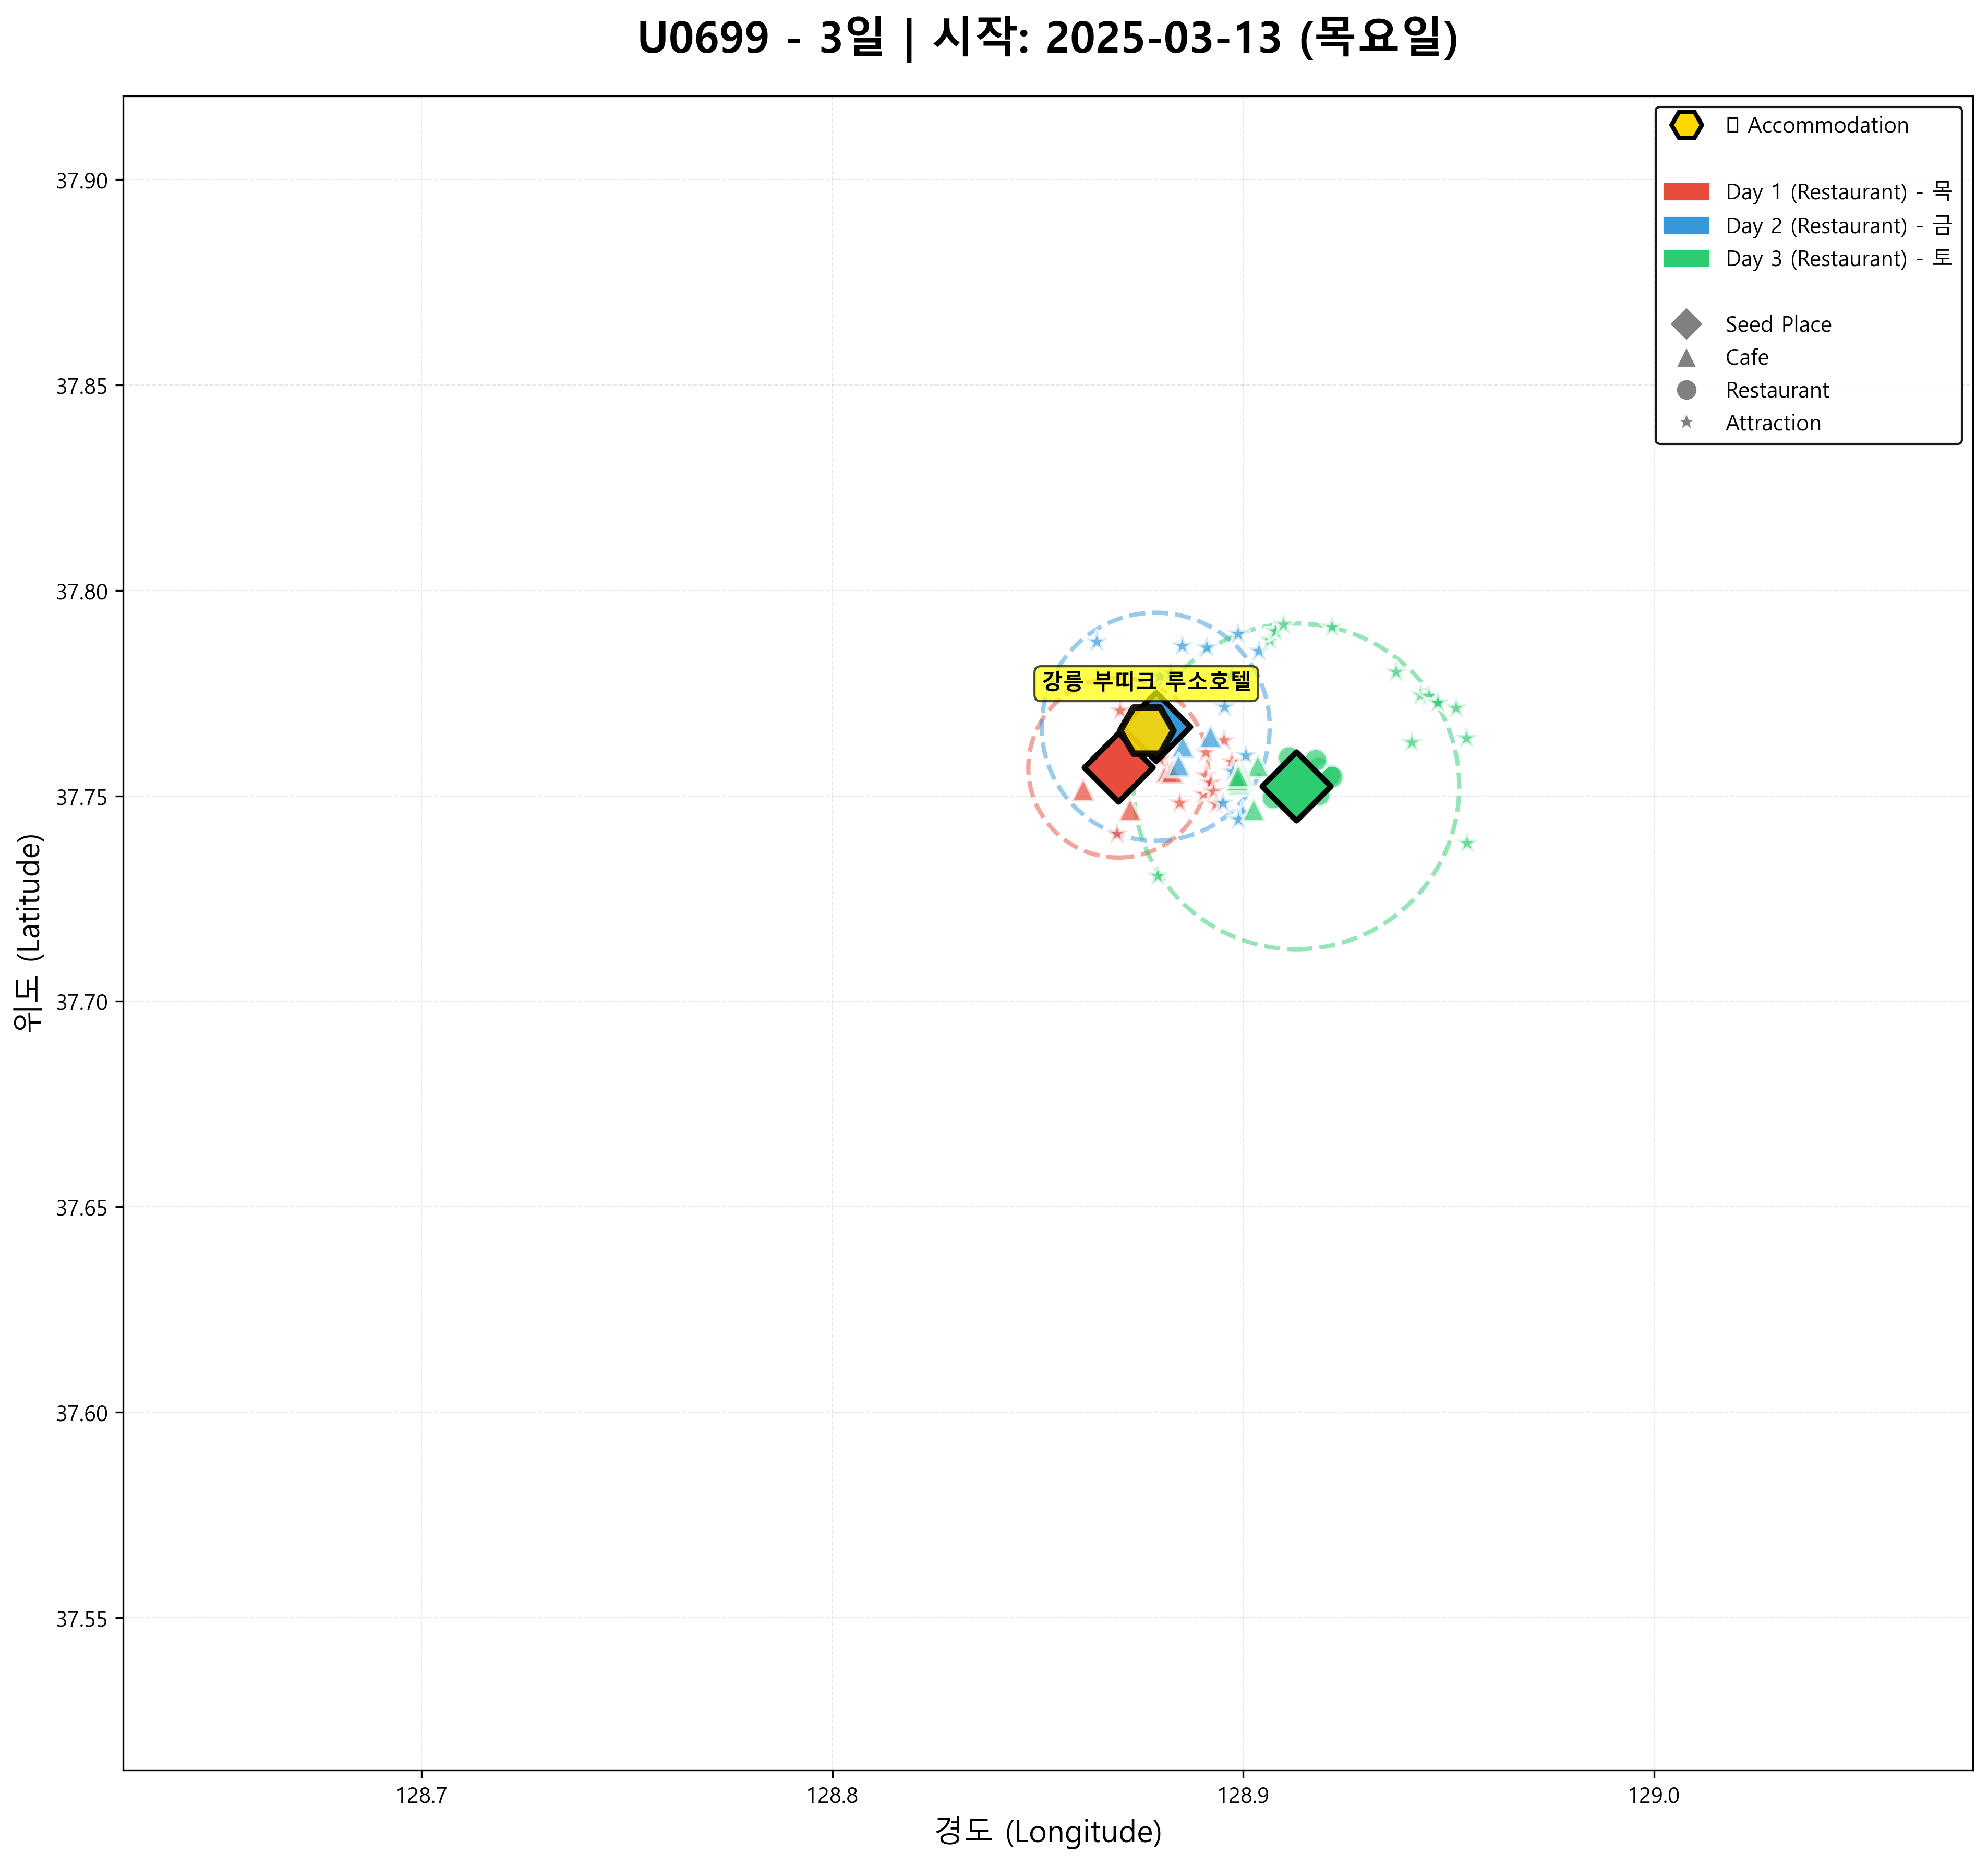 U0699 - 3일 | 시작: 2025-03-13 (목요일)
Accommodation
Day 1 (Restaurant) - 목
Day 2 (Restaurant) - 금
Day 3 (Restaurant) - 토
Seed Place
Cafe
Restaurant
Attraction
강릉 부띠크 루소호텔
37.90
37.85
37.80
37.75
37.70
37.65
37.60
37.55
위도 (Latitude)
128.7
128.8
128.9
129.0
경도 (Longitude)